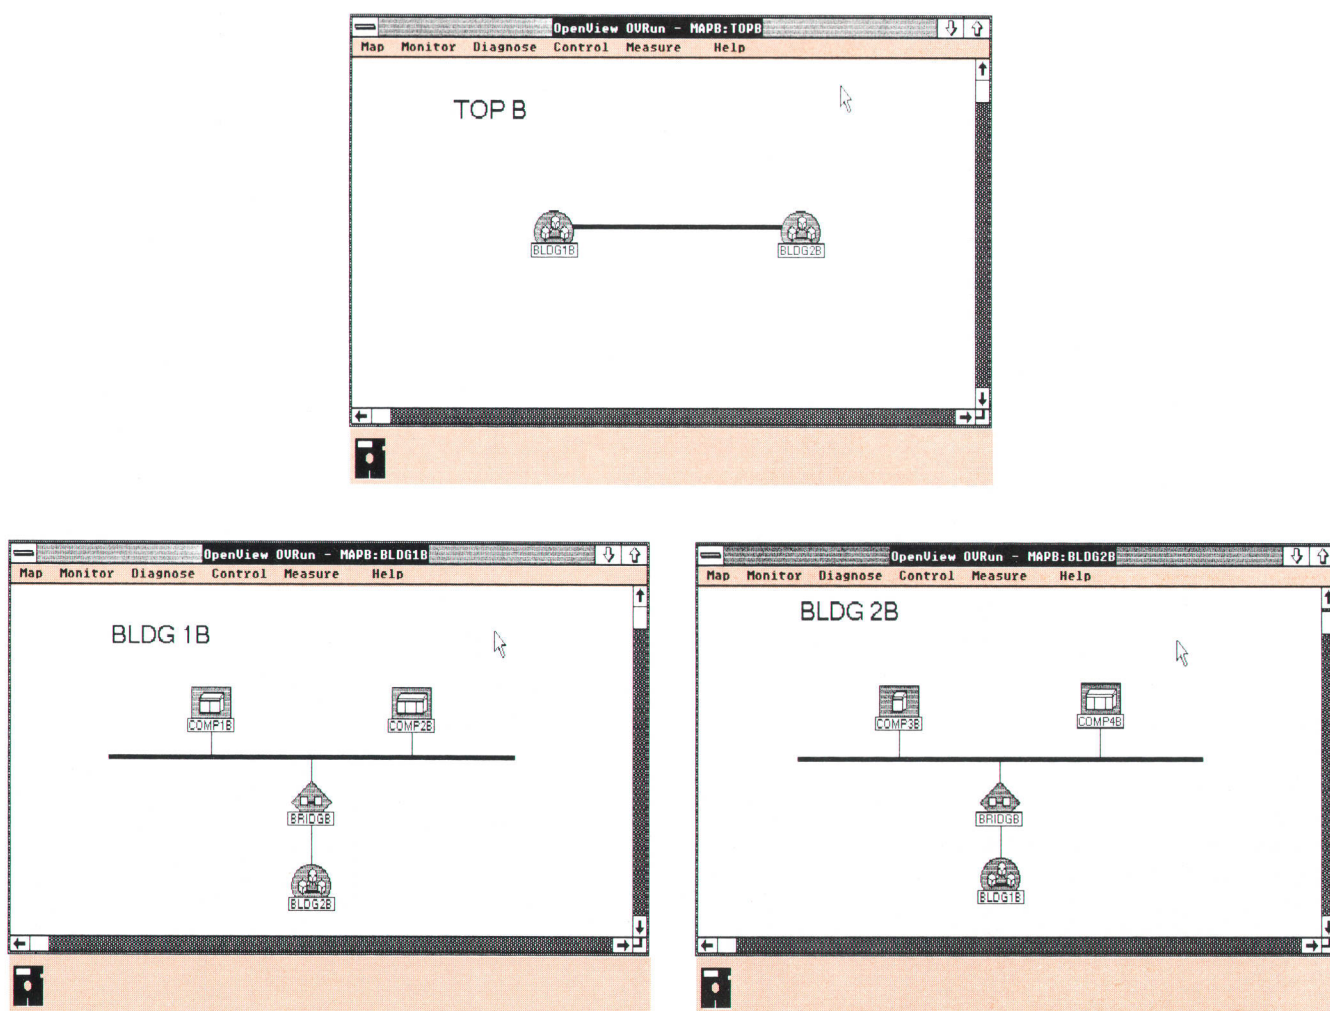 OpenView OVRun - MAPB:TOPB
Map Monitor Diagnose Control Measure Help
TOP B
BLDG1B BLDG2B
OpenView OVRun - MAPB:BLDG1B
Map Monitor Diagnose Control Measure Help
BLDG 1B
COMP1B COMP2B
BRIDGB
BLDG2B
OpenView OVRun - MAPB:BLDG2B
Map Monitor Diagnose Control Measure Help
BLDG 2B
COMP3B COMP4B
BRIDGB
BLDG1B